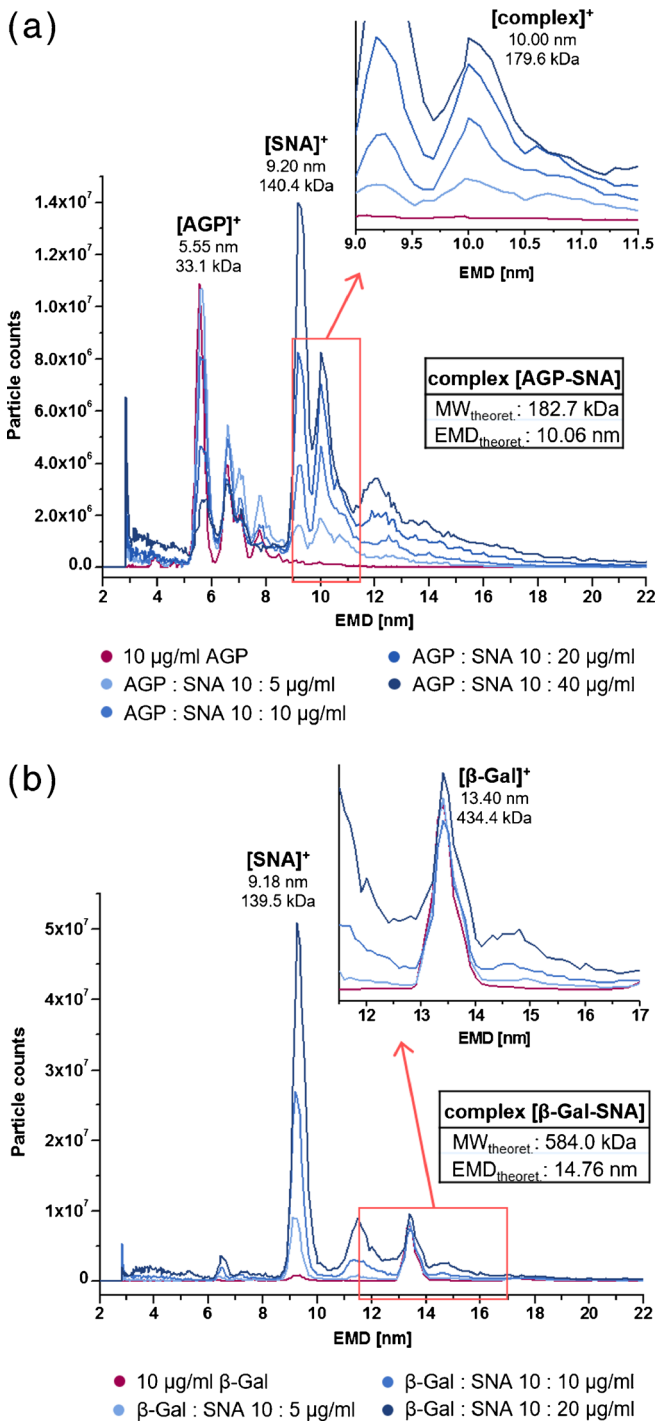 (a)
[complex]⁺
10.00 nm
179.6 kDa
9.0 9.5 10.0 10.5 11.0 11.5
EMD [nm]
[SNA]⁺
9.20 nm
140.4 kDa
[AGP]⁺
5.55 nm
33.1 kDa
1.4x10⁷
1.2x10⁷
1.0x10⁷
8.0x10⁶
6.0x10⁶
4.0x10⁶
2.0x10⁶
0.0
Particle counts
complex [AGP-SNA]
MWtheoret.: 182.7 kDa
EMDtheoret.: 10.06 nm
2 4 6 8 10 12 14 16 18 20 22
EMD [nm]
10 µg/ml AGP
AGP : SNA 10 : 5 µg/ml
AGP : SNA 10 : 10 µg/ml
AGP : SNA 10 : 20 µg/ml
AGP : SNA 10 : 40 µg/ml
(b)
[β-Gal]⁺
13.40 nm
434.4 kDa
12 13 14 15 16 17
EMD [nm]
[SNA]⁺
9.18 nm
139.5 kDa
5x10⁷
4x10⁷
3x10⁷
2x10⁷
1x10⁷
0
Particle counts
complex [β-Gal-SNA]
MWtheoret.: 584.0 kDa
EMDtheoret.: 14.76 nm
2 4 6 8 10 12 14 16 18 20 22
EMD [nm]
10 µg/ml β-Gal
β-Gal : SNA 10 : 5 µg/ml
β-Gal : SNA 10 : 10 µg/ml
β-Gal : SNA 10 : 20 µg/ml